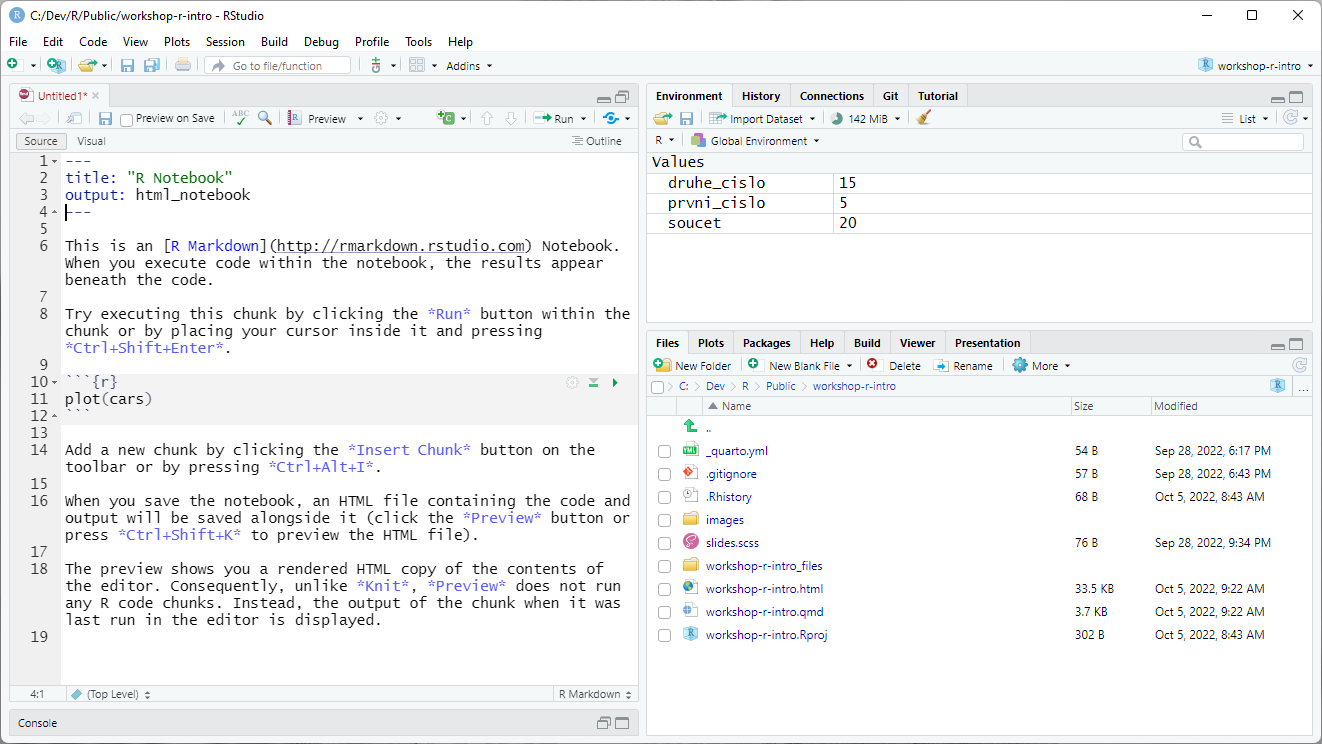 C:/Dev/R/Public/workshop-r-intro - RStudio
File Edit Code View Plots Session Build Debug Profile Tools Help
Go to file/function Addins workshop-r-intro
Untitled1*
Preview on Save ABC Preview Run
Source Visual Outline
1 ---
2 title: "R Notebook"
3 output: html_notebook
4 ---
5
6 This is an [R Markdown](http://rmarkdown.rstudio.com) Notebook.
When you execute code within the notebook, the results appear
beneath the code.
7
8 Try executing this chunk by clicking the *Run* button within the
chunk or by placing your cursor inside it and pressing
*Ctrl+Shift+Enter*.
9
10 ```{r}
11 plot(cars)
12 ```
13
14 Add a new chunk by clicking the *Insert Chunk* button on the
toolbar or by pressing *Ctrl+Alt+I*.
15
16 When you save the notebook, an HTML file containing the code and
output will be saved alongside it (click the *Preview* button or
press *Ctrl+Shift+K* to preview the HTML file).
17
18 The preview shows you a rendered HTML copy of the contents of
the editor. Consequently, unlike *Knit*, *Preview* does not run
any R code chunks. Instead, the output of the chunk when it was
last run in the editor is displayed.
19
4:1 (Top Level) R Markdown
Console
Environment History Connections Git Tutorial
Import Dataset 142 MiB List
R Global Environment
Values
druhe_cislo 15
prvni_cislo 5
soucet 20
Files Plots Packages Help Build Viewer Presentation
New Folder New Blank File Delete Rename More
C: Dev R Public workshop-r-intro ...
Name Size Modified
..
_quarto.yml 54 B Sep 28, 2022, 6:17 PM
.gitignore 57 B Sep 28, 2022, 6:43 PM
.Rhistory 68 B Oct 5, 2022, 8:43 AM
images
slides.scss 76 B Sep 28, 2022, 9:34 PM
workshop-r-intro_files
workshop-r-intro.html 33.5 KB Oct 5, 2022, 9:22 AM
workshop-r-intro.qmd 3.7 KB Oct 5, 2022, 9:22 AM
workshop-r-intro.Rproj 302 B Oct 5, 2022, 8:43 AM